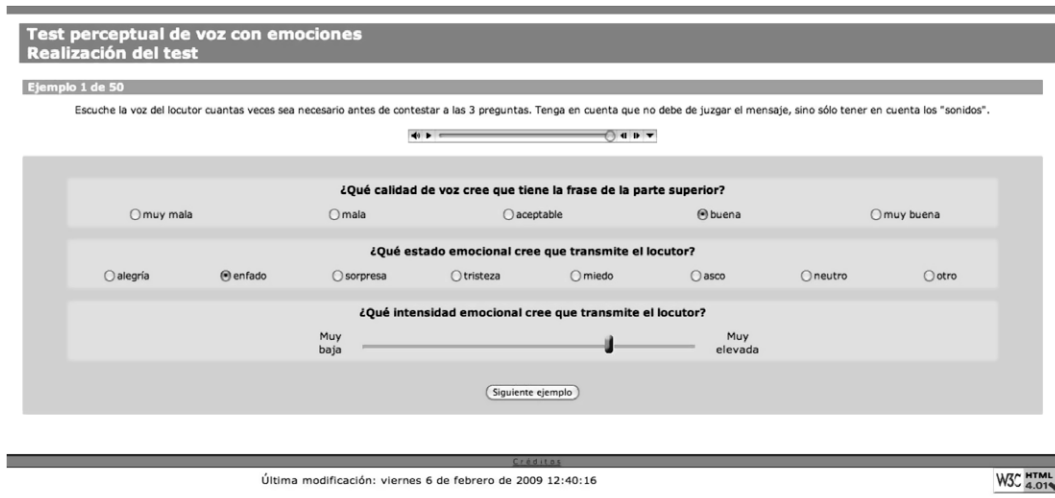 Test perceptual de voz con emociones
Realización del test
Ejemplo 1 de 50
Escuche la voz del locutor cuantas veces sea necesario antes de contestar a las 3 preguntas. Tenga en cuenta que no debe de juzgar el mensaje, sino sólo tener en cuenta los "sonidos".
¿Qué calidad de voz cree que tiene la frase de la parte superior?
muy mala mala aceptable buena muy buena
¿Qué estado emocional cree que transmite el locutor?
alegría enfado sorpresa tristeza miedo asco neutro otro
¿Qué intensidad emocional cree que transmite el locutor?
Muy baja Muy elevada
Siguiente ejemplo
Créditos
Última modificación: viernes 6 de febrero de 2009 12:40:16
W3C HTML 4.01